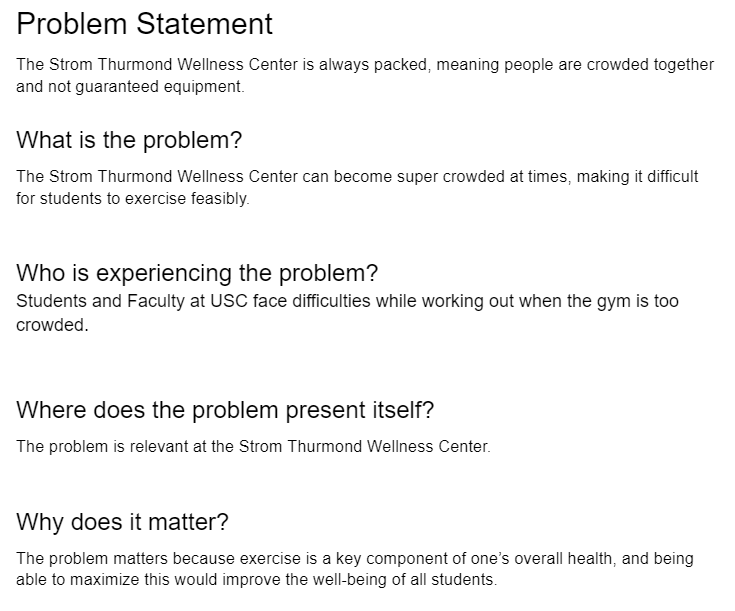 Problem Statement
The Strom Thurmond Wellness Center is always packed, meaning people are crowded together
and not guaranteed equipment.
What is the problem?
The Strom Thurmond Wellness Center can become super crowded at times, making it difficult
for students to exercise feasibly.
Who is experiencing the problem?
Students and Faculty at USC face difficulties while working out when the gym is too
crowded.
Where does the problem present itself?
The problem is relevant at the Strom Thurmond Wellness Center.
Why does it matter?
The problem matters because exercise is a key component of one’s overall health, and being
able to maximize this would improve the well-being of all students.